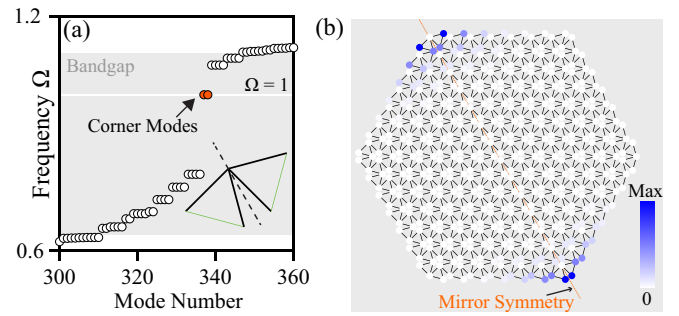 (a)
1.2
Bandgap
Ω = 1
Corner Modes
Frequency Ω
0.6
300
320
340
360
Mode Number
(b)
Max
0
Mirror Symmetry